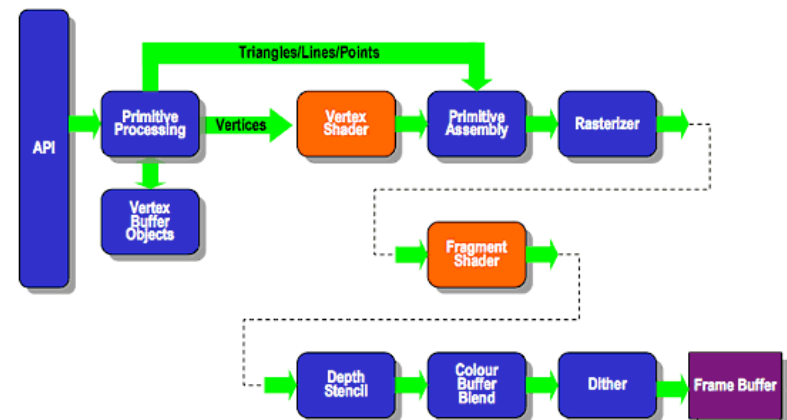 Triangles/Lines/Points
API
Primitive
Processing
Vertices
Vertex
Shader
Primitive
Assembly
Rasterizer
Vertex
Buffer
Objects
Fragment
Shader
Depth
Stencil
Colour
Buffer
Blend
Dither
Frame Buffer